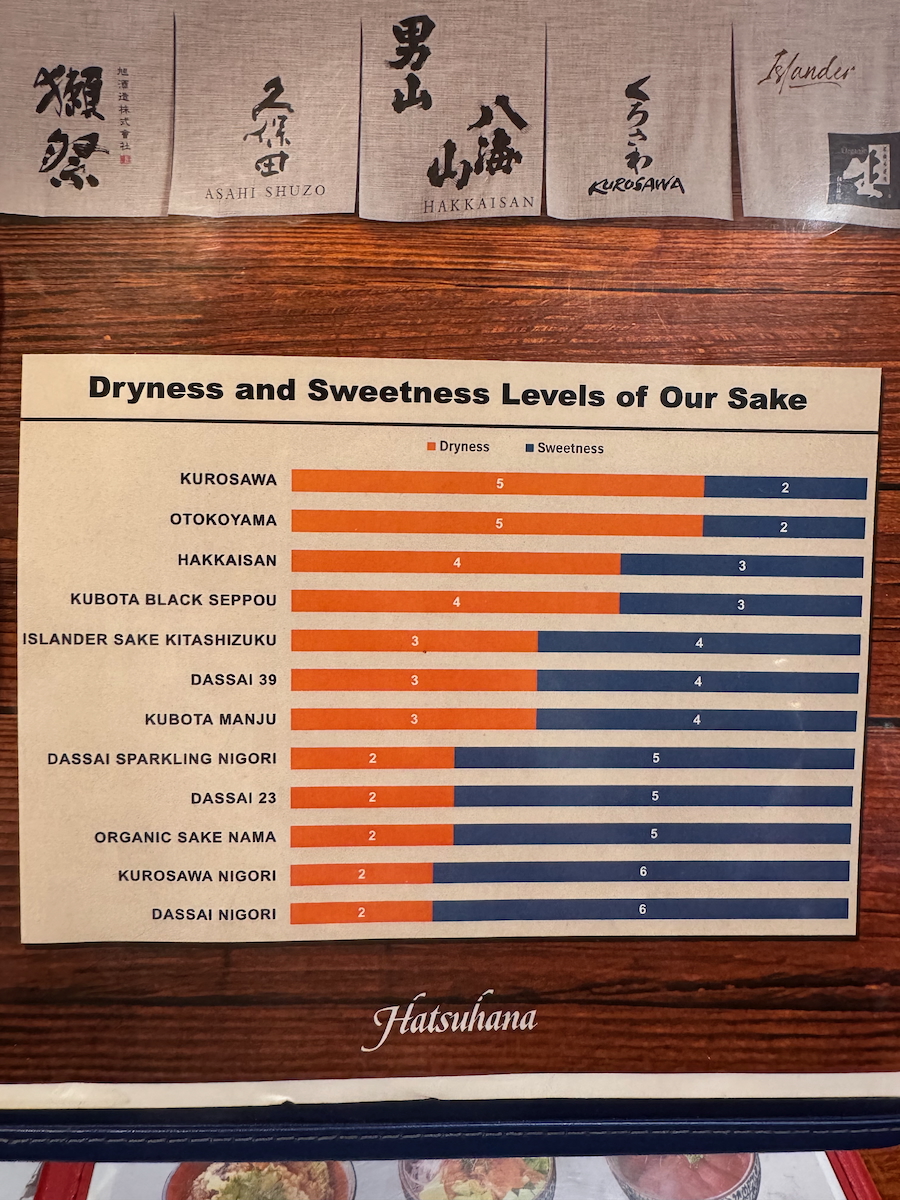 獺祭
旭酒造株式會社
久保田
ASAHI SHUZO
男山
八海山
HAKKAISAN
くろさわ
KUROSAWA
Islander
Organic
生
Dryness and Sweetness Levels of Our Sake
Dryness Sweetness
KUROSAWA 5 2
OTOKOYAMA 5 2
HAKKAISAN 4 3
KUBOTA BLACK SEPPOU 4 3
ISLANDER SAKE KITASHIZUKU 3 4
DASSAI 39 3 4
KUBOTA MANJU 3 4
DASSAI SPARKLING NIGORI 2 5
DASSAI 23 2 5
ORGANIC SAKE NAMA 2 5
KUROSAWA NIGORI 2 6
DASSAI NIGORI 2 6
Hatsuhana